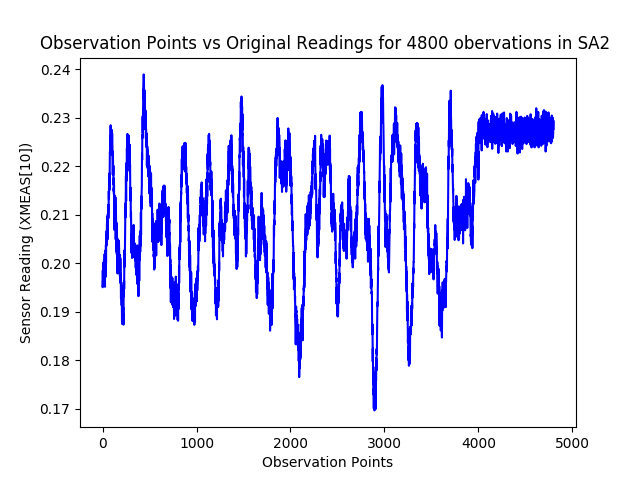 Observation Points vs Original Readings for 4800 obervations in SA2
0.24
0.23
0.22
0.21
0.20
0.19
0.18
0.17
Sensor Reading (XMEAS[10])
0 1000 2000 3000 4000 5000
Observation Points